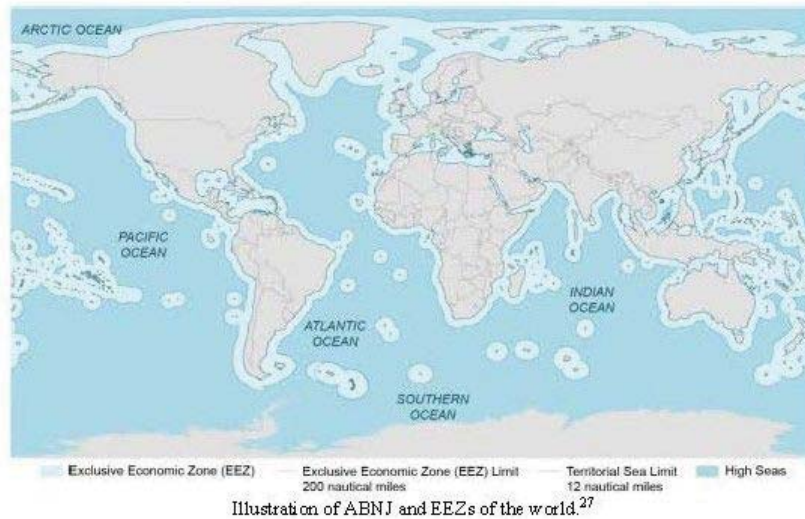 ARCTIC OCEAN
PACIFIC
OCEAN
ATLANTIC
OCEAN
INDIAN
OCEAN
SOUTHERN
OCEAN
Exclusive Economic Zone (EEZ)
Exclusive Economic Zone (EEZ) Limit
200 nautical miles
Territorial Sea Limit
12 nautical miles
High Seas
Illustration of ABNJ and EEZs of the world.27